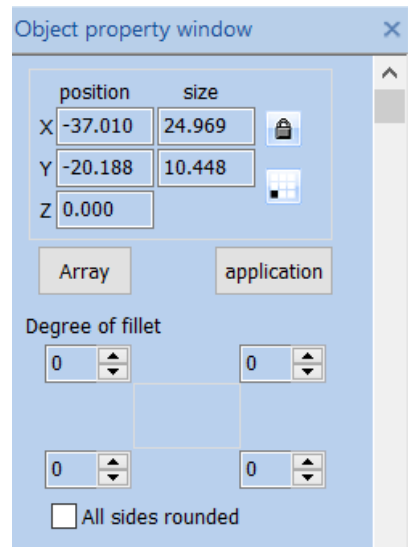 Object property window
position size
X -37.010 24.969
Y -20.188 10.448
Z 0.000
Array application
Degree of fillet
0 0
0 0
All sides rounded